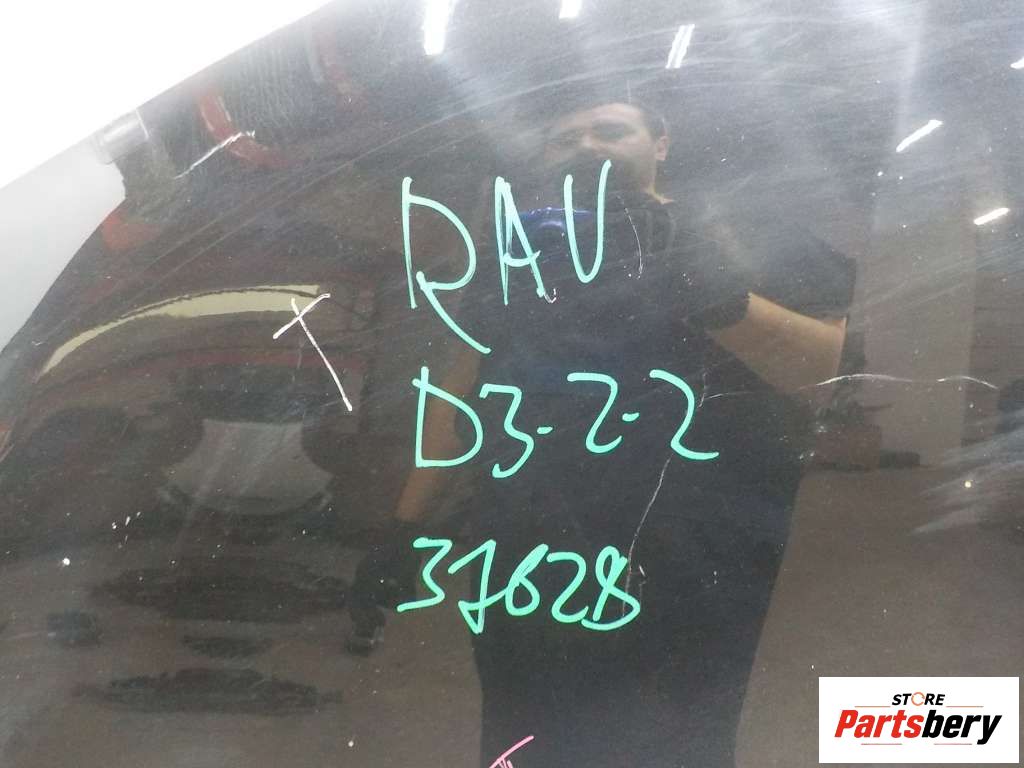 RAV
D3-2-2
37628
STORE
Partsbery